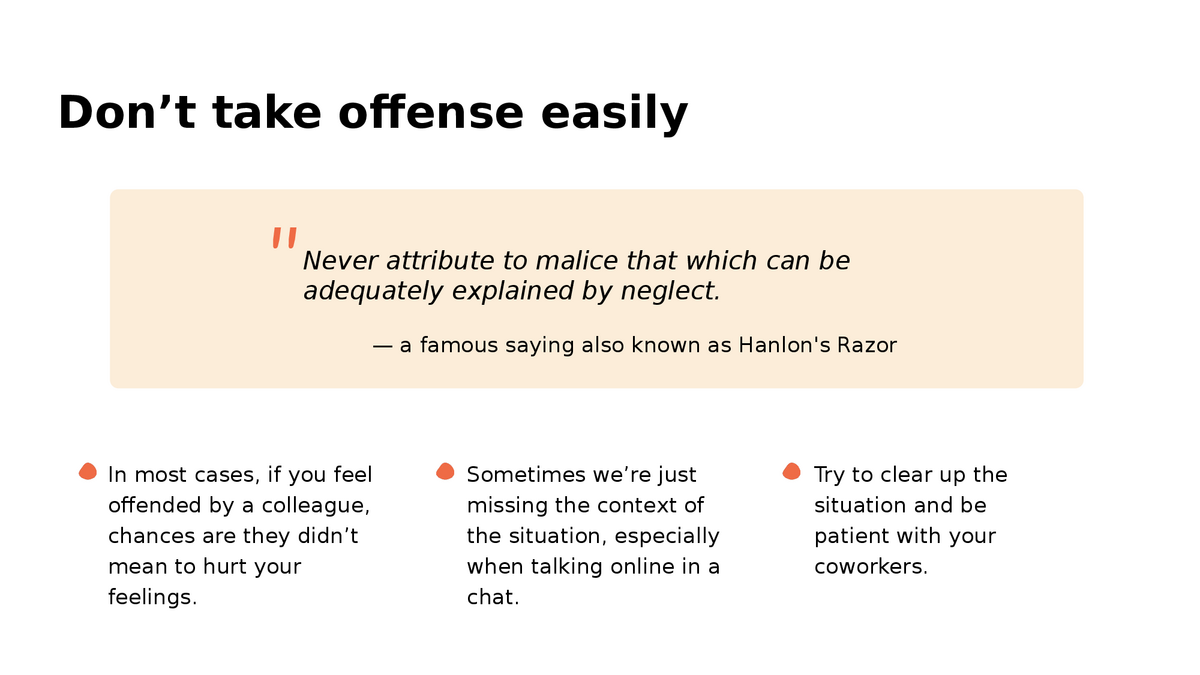 Don’t take offense easily
"
Never attribute to malice that which can be
adequately explained by neglect.
— a famous saying also known as Hanlon's Razor
In most cases, if you feel
offended by a colleague,
chances are they didn’t
mean to hurt your
feelings.
Sometimes we’re just
missing the context of
the situation, especially
when talking online in a
chat.
Try to clear up the
situation and be
patient with your
coworkers.